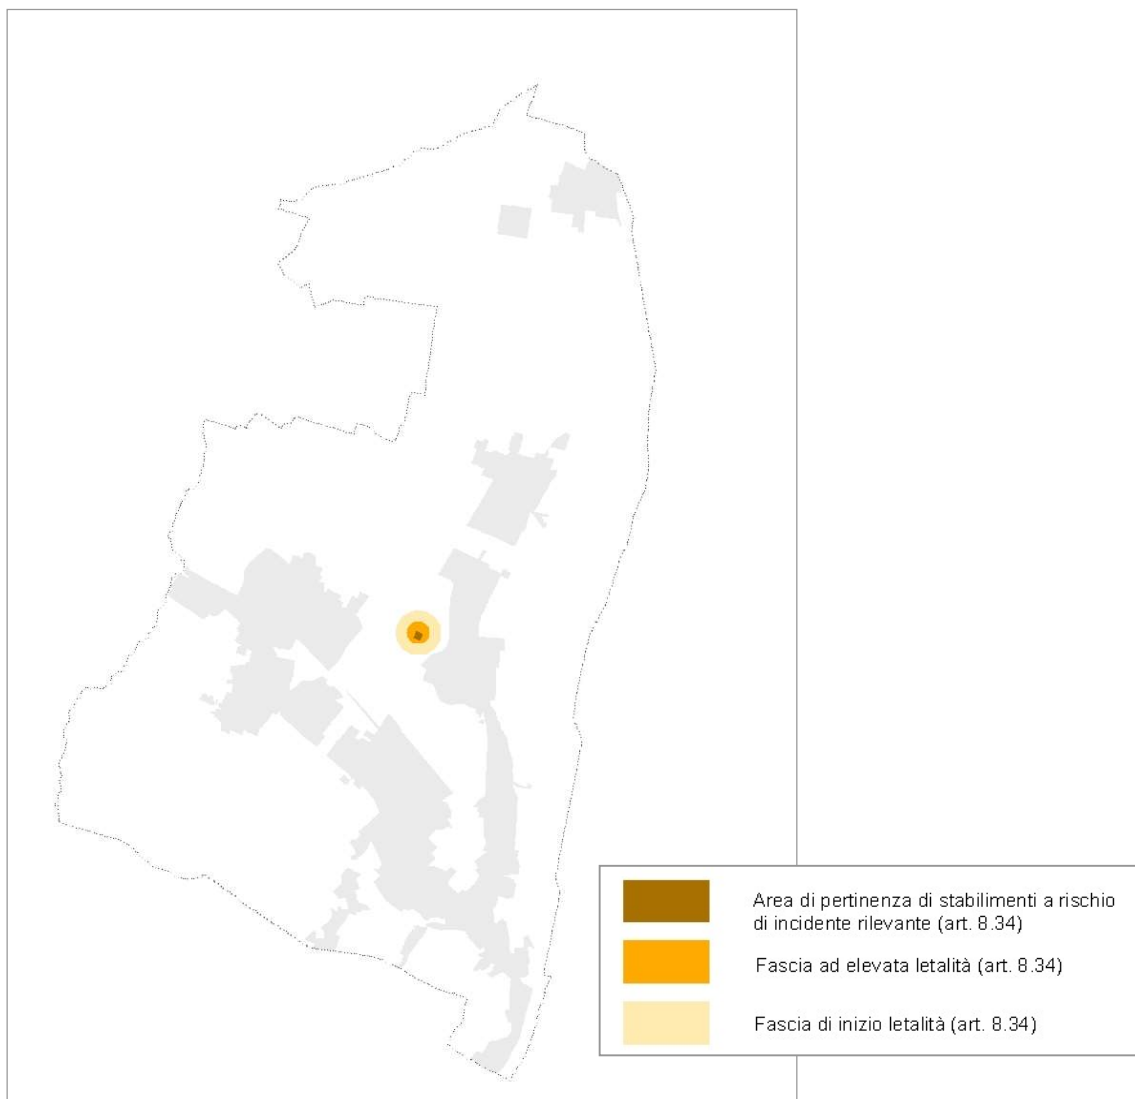 Area di pertinenza di stabilimenti a rischio
di incidente rilevante (art. 8.34)
Fascia ad elevata letalità (art. 8.34)
Fascia di inizio letalità (art. 8.34)